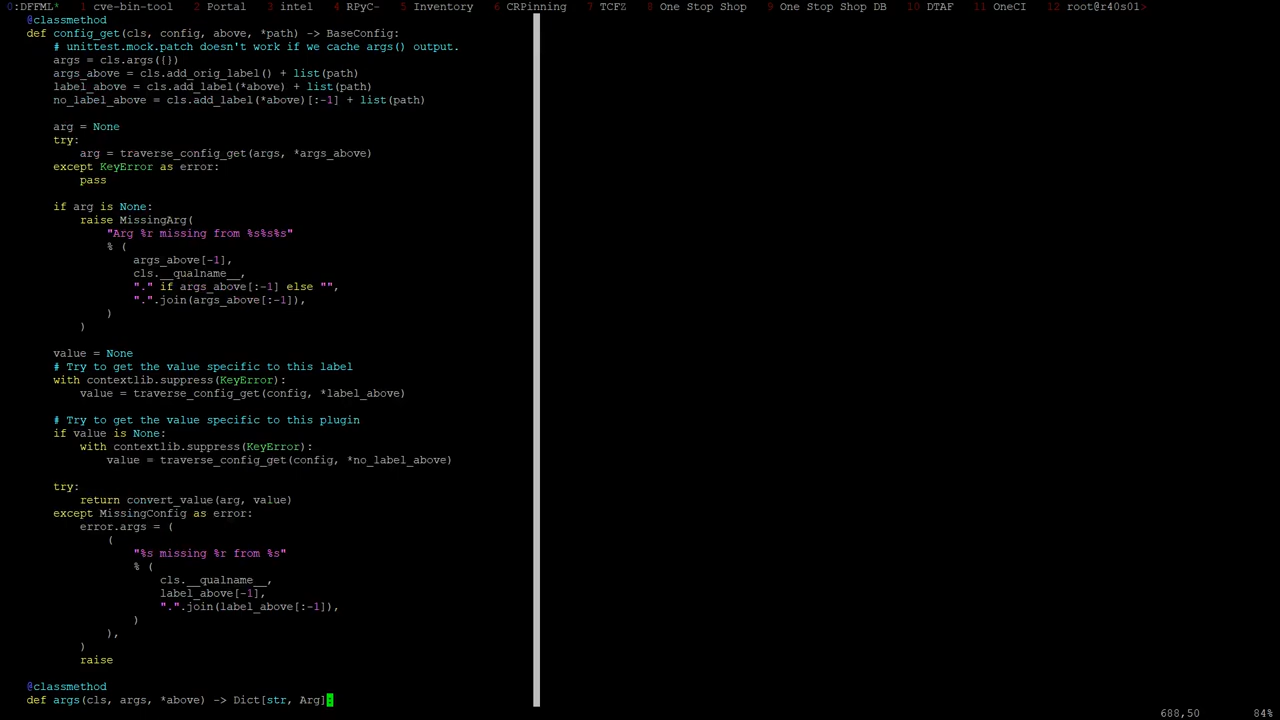 0:DFFML* 1 cve-bin-tool 2 Portal 3 intel 4 RPyC- 5 Inventory 6 CRPinning 7 TCFZ 8 One Stop Shop 9 One Stop Shop DB 10 DTAF 11 OneCI 12 root@r40s01>
@classmethod
def config_get(cls, config, above, *path) -> BaseConfig:
# unittest.mock.patch doesn't work if we cache args() output.
args = cls.args({})
args_above = cls.add_orig_label() + list(path)
label_above = cls.add_label(*above) + list(path)
no_label_above = cls.add_label(*above)[:-1] + list(path)
arg = None
try:
arg = traverse_config_get(args, *args_above)
except KeyError as error:
pass
if arg is None:
raise MissingArg(
"Arg %r missing from %s%s%s"
% (
args_above[-1],
cls.__qualname__,
"." if args_above[:-1] else "",
".".join(args_above[:-1]),
)
)
value = None
# Try to get the value specific to this label
with contextlib.suppress(KeyError):
value = traverse_config_get(config, *label_above)
# Try to get the value specific to this plugin
if value is None:
with contextlib.suppress(KeyError):
value = traverse_config_get(config, *no_label_above)
try:
return convert_value(arg, value)
except MissingConfig as error:
error.args = (
(
"%s missing %r from %s"
% (
cls.__qualname__,
label_above[-1],
".".join(label_above[:-1]),
)
),
)
raise
@classmethod
def args(cls, args, *above) -> Dict[str, Arg]:
688,50 84%